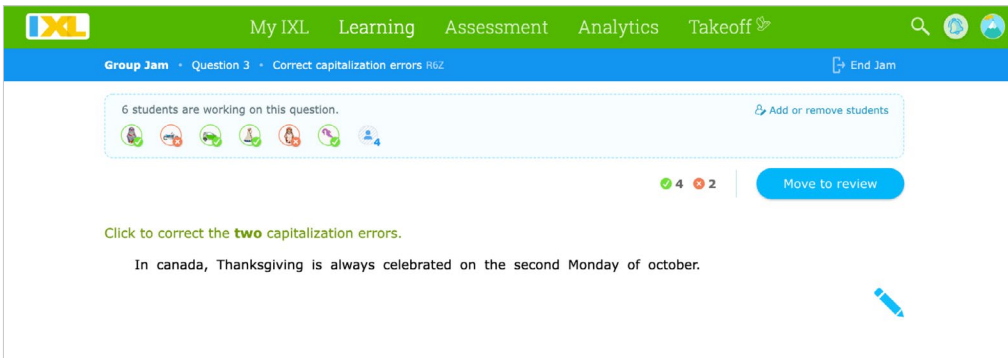 IXL My IXL Learning Assessment Analytics Takeoff
Group Jam • Question 3 • Correct capitalization errors R6Z End Jam
6 students are working on this question. Add or remove students
4
4 2 Move to review
Click to correct the two capitalization errors.
In canada, Thanksgiving is always celebrated on the second Monday of october.